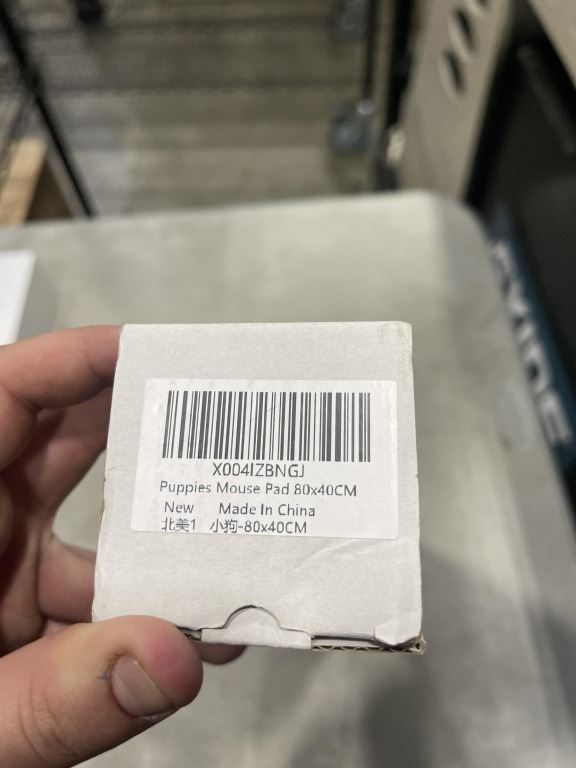 X004IZBNGJ
Puppies Mouse Pad 80x40CM
New Made In China
北美1 小狗-80x40CM